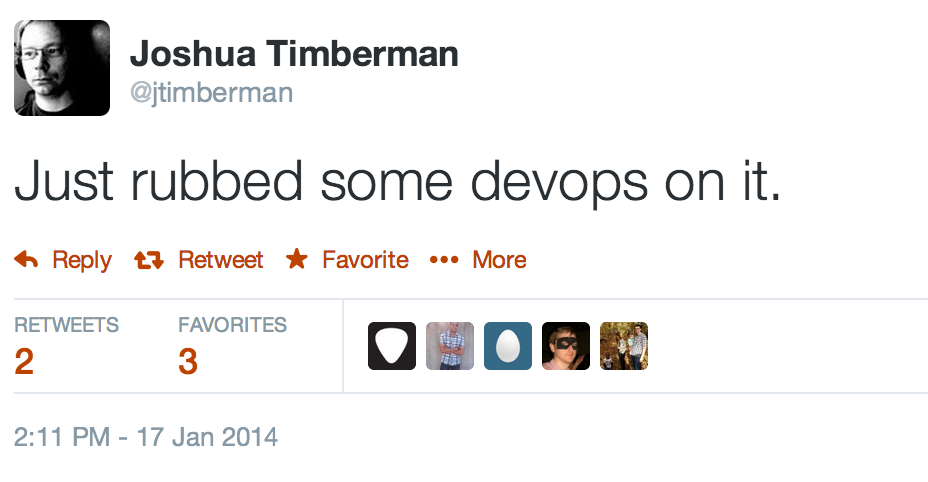 Joshua Timberman
@jtimberman
Just rubbed some devops on it.
Reply Retweet Favorite More
RETWEETS FAVORITES
2 3
2:11 PM - 17 Jan 2014